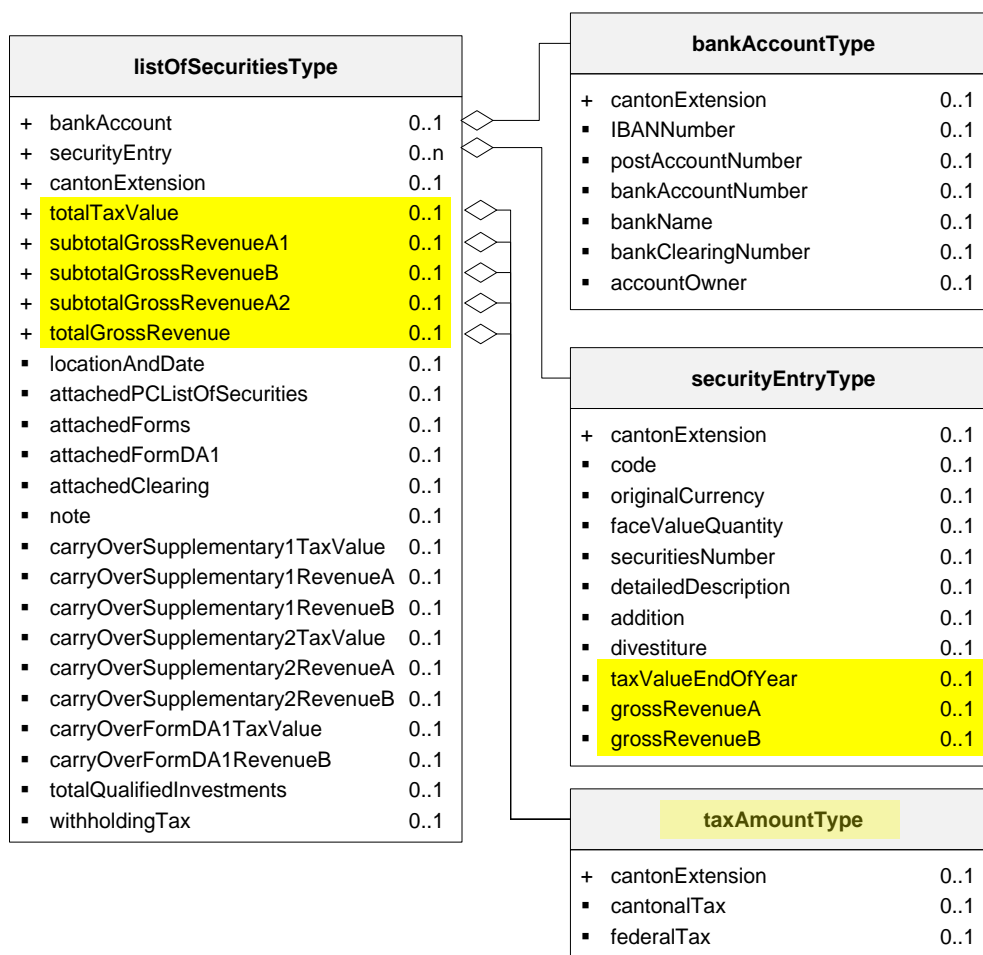 listOfSecuritiesType
+ bankAccount 0..1
+ securityEntry 0..n
+ cantonExtension 0..1
+ totalTaxValue 0..1
+ subtotalGrossRevenueA1 0..1
+ subtotalGrossRevenueB 0..1
+ subtotalGrossRevenueA2 0..1
+ totalGrossRevenue 0..1
▪ locationAndDate 0..1
▪ attachedPCListOfSecurities 0..1
▪ attachedForms 0..1
▪ attachedFormDA1 0..1
▪ attachedClearing 0..1
▪ note 0..1
▪ carryOverSupplementary1TaxValue 0..1
▪ carryOverSupplementary1RevenueA 0..1
▪ carryOverSupplementary1RevenueB 0..1
▪ carryOverSupplementary2TaxValue 0..1
▪ carryOverSupplementary2RevenueA 0..1
▪ carryOverSupplementary2RevenueB 0..1
▪ carryOverFormDA1TaxValue 0..1
▪ carryOverFormDA1RevenueB 0..1
▪ totalQualifiedInvestments 0..1
▪ withholdingTax 0..1
bankAccountType
+ cantonExtension 0..1
▪ IBANNumber 0..1
▪ postAccountNumber 0..1
▪ bankAccountNumber 0..1
▪ bankName 0..1
▪ bankClearingNumber 0..1
▪ accountOwner 0..1
securityEntryType
+ cantonExtension 0..1
▪ code 0..1
▪ originalCurrency 0..1
▪ faceValueQuantity 0..1
▪ securitiesNumber 0..1
▪ detailedDescription 0..1
▪ addition 0..1
▪ divestiture 0..1
▪ taxValueEndOfYear 0..1
▪ grossRevenueA 0..1
▪ grossRevenueB 0..1
taxAmountType
+ cantonExtension 0..1
▪ cantonalTax 0..1
▪ federalTax 0..1